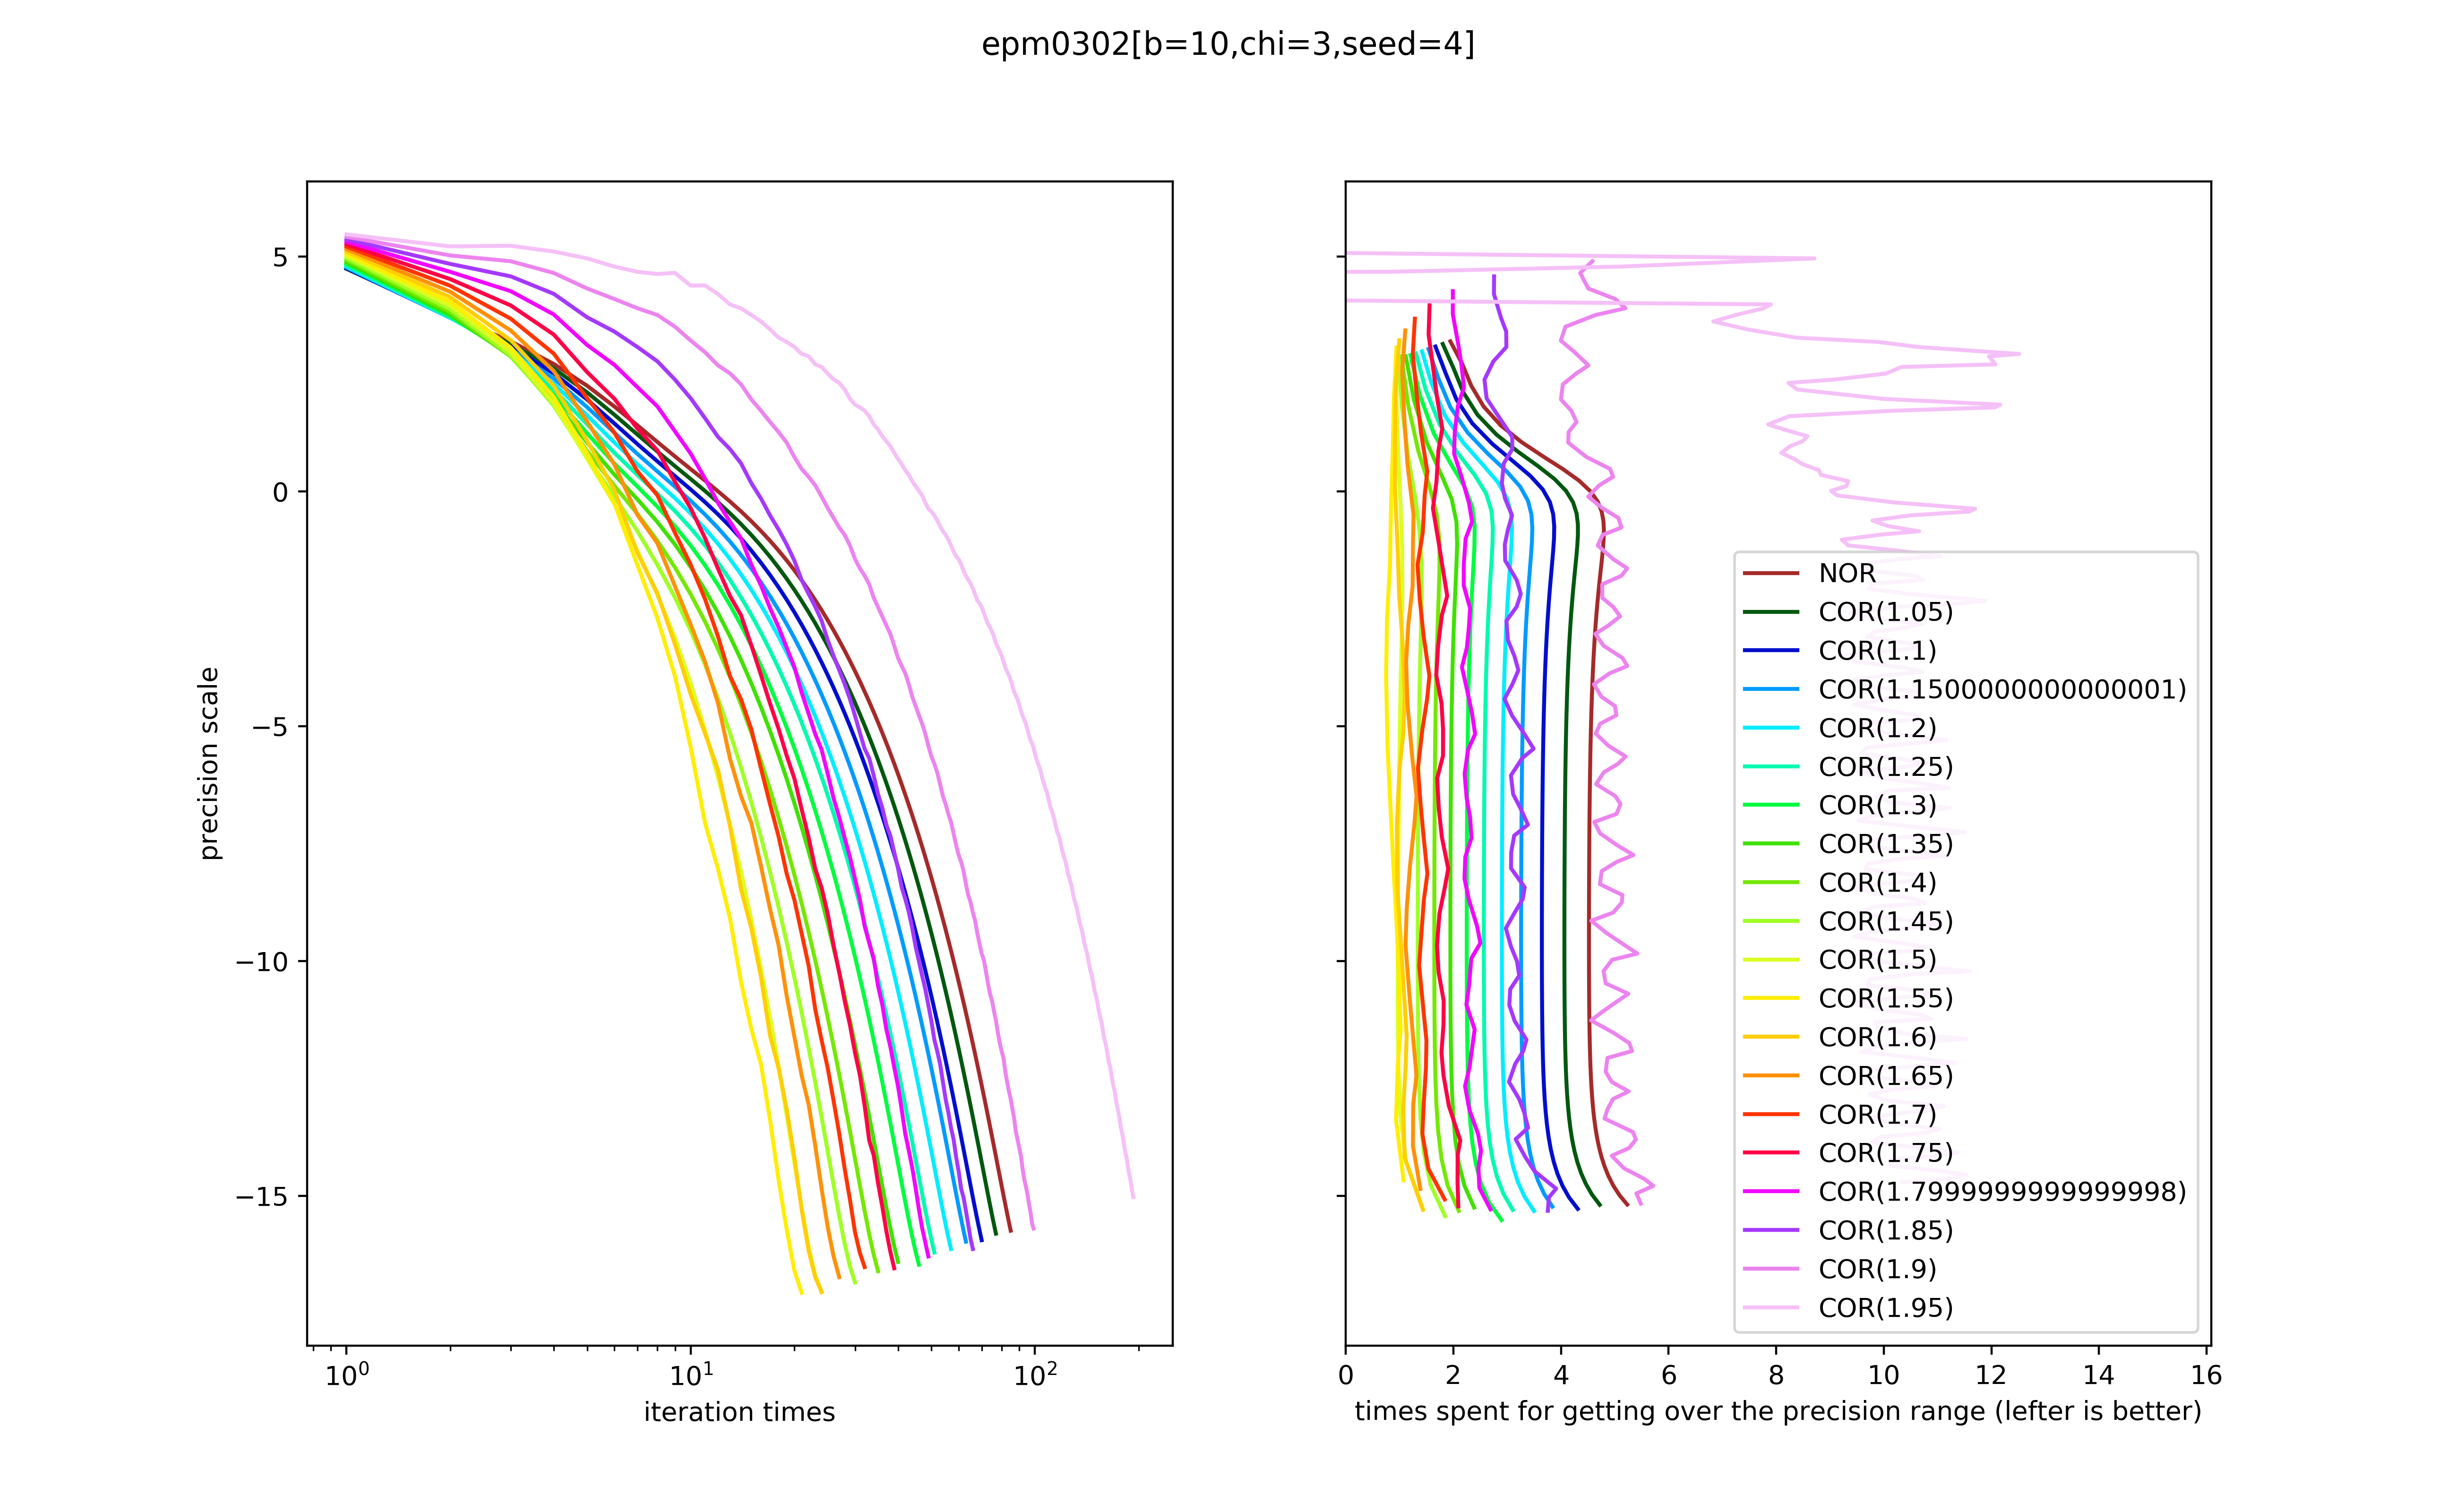 epm0302[b=10,chi=3,seed=4]
precision scale
5
0
−5
−10
−15
10⁰
10¹
10²
iteration times
0
2
4
6
8
10
12
14
16
times spent for getting over the precision range (lefter is better)
NOR
COR(1.05)
COR(1.1)
COR(1.1500000000000001)
COR(1.2)
COR(1.25)
COR(1.3)
COR(1.35)
COR(1.4)
COR(1.45)
COR(1.5)
COR(1.55)
COR(1.6)
COR(1.65)
COR(1.7)
COR(1.75)
COR(1.7999999999999998)
COR(1.85)
COR(1.9)
COR(1.95)